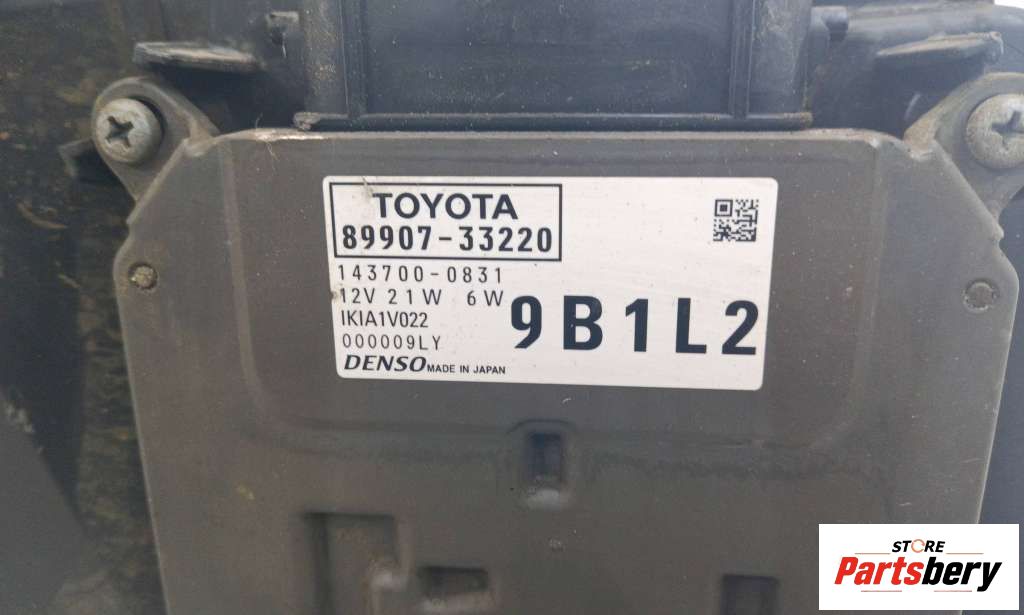 TOYOTA
89907-33220
143700-0831
12V 21W 6W
IKIA1V022
000009LY
9B1L2
DENSO MADE IN JAPAN
STORE
Partsbery